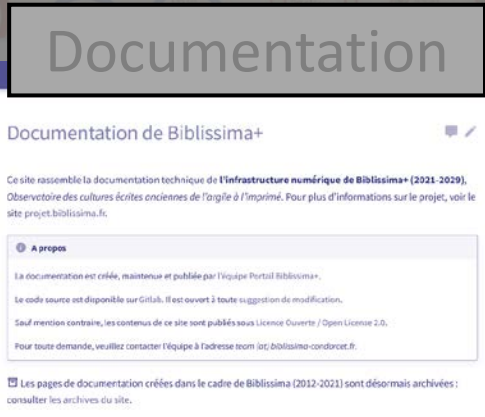 Documentation
Documentation de Biblissima+
Ce site rassemble la documentation technique de l'infrastructure numérique de Biblissima+ (2021-2029),
Observatoire des cultures écrites anciennes de l'argile à l'imprimé. Pour plus d'informations sur le projet, voir le
site projet.biblissima.fr.
A propos
La documentation est créée, maintenue et publiée par l'équipe Portail Biblissima+.
Le code source est disponible sur Gitlab. Il est ouvert à toute suggestion de modification.
Sauf mention contraire, les contenus de ce site sont publiés sous Licence Ouverte / Open License 2.0.
Pour toute demande, veuillez contacter l'équipe à l'adresse team (at) biblissima-condorcet.fr.
Les pages de documentation créées dans le cadre de Biblissima (2012-2021) sont désormais archivées :
consulter les archives du site.